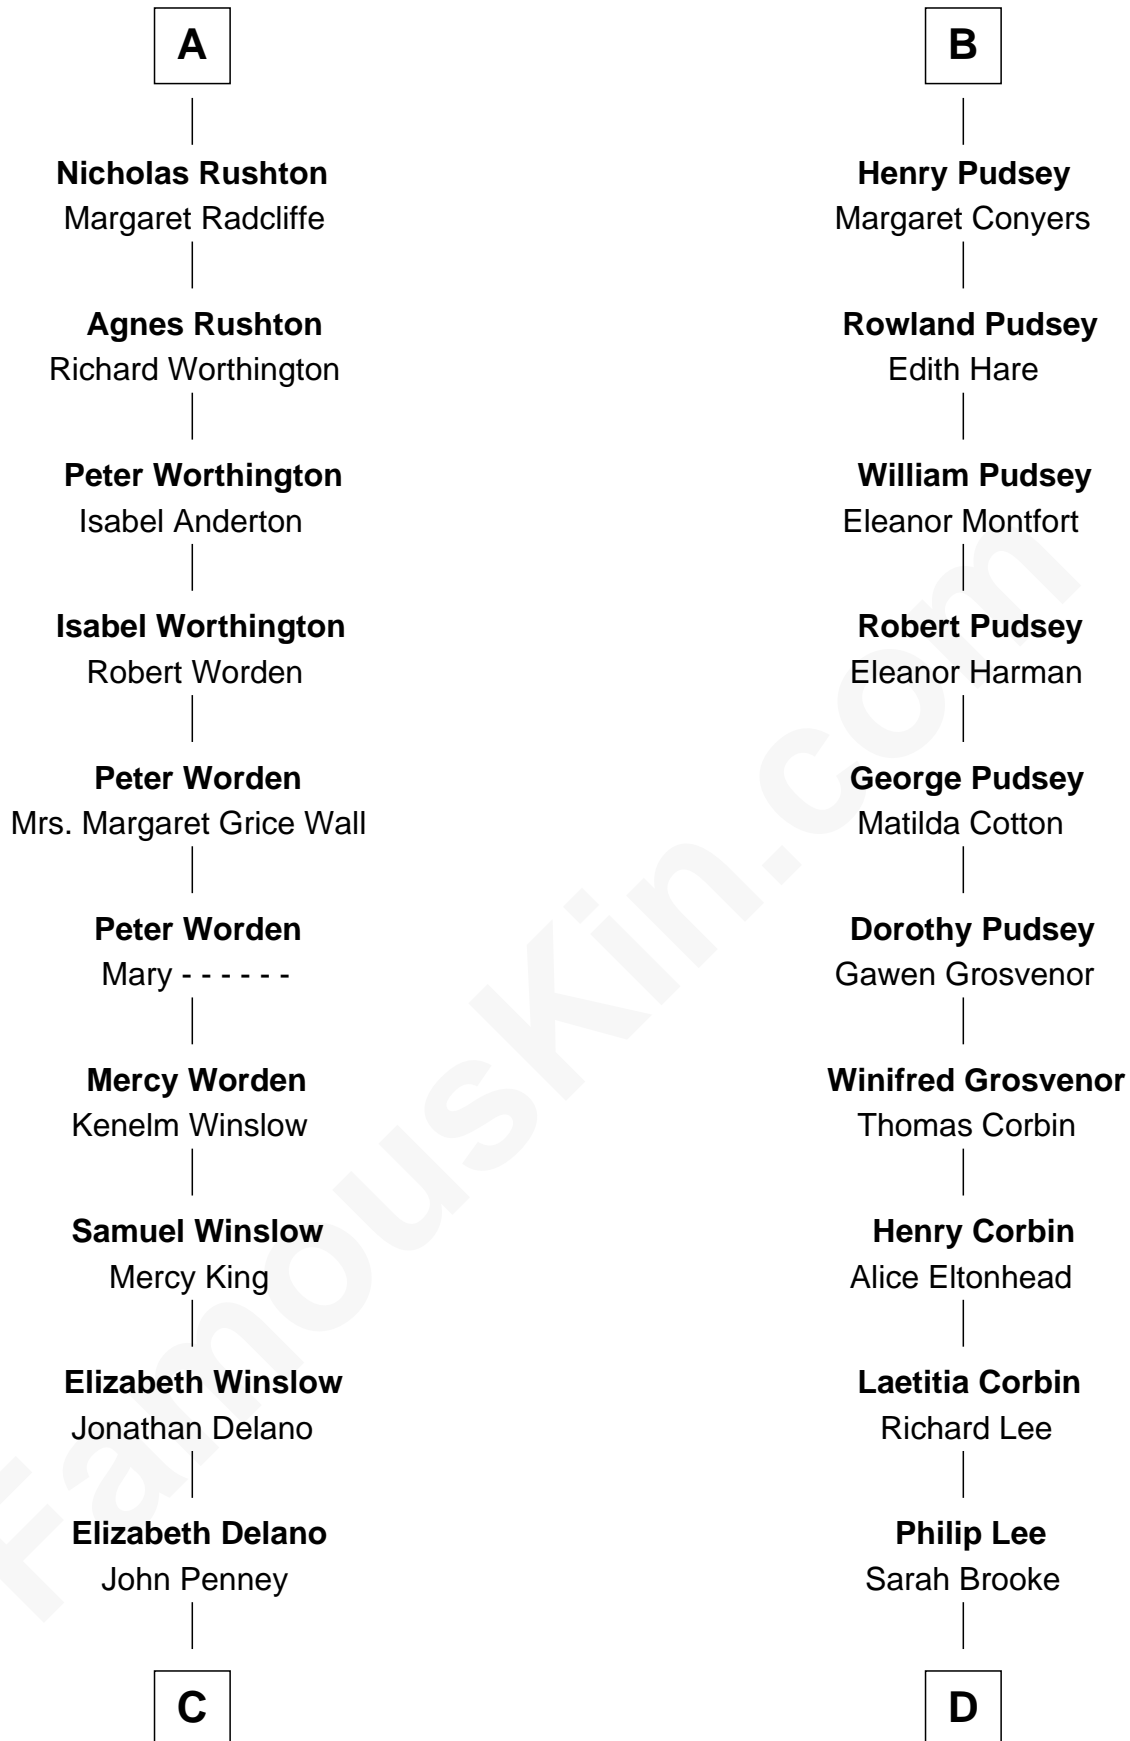 A
Nicholas Rushton
Margaret Radcliffe
Agnes Rushton
Richard Worthington
Peter Worthington
Isabel Anderton
Isabel Worthington
Robert Worden
Peter Worden
Mrs. Margaret Grice Wall
Peter Worden
Mary - - - - - -
Mercy Worden
Kenelm Winslow
Samuel Winslow
Mercy King
Elizabeth Winslow
Jonathan Delano
Elizabeth Delano
John Penney
C
B
Henry Pudsey
Margaret Conyers
Rowland Pudsey
Edith Hare
William Pudsey
Eleanor Montfort
Robert Pudsey
Eleanor Harman
George Pudsey
Matilda Cotton
Dorothy Pudsey
Gawen Grosvenor
Winifred Grosvenor
Thomas Corbin
Henry Corbin
Alice Eltonhead
Laetitia Corbin
Richard Lee
Philip Lee
Sarah Brooke
D
FamousKin.com